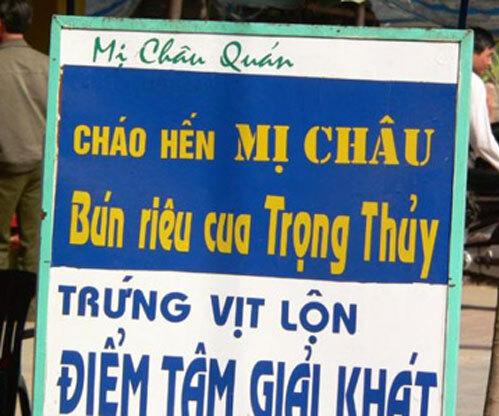 Mị Châu Quán
CHÁO HẾN MỊ CHÂU
Bún riêu cua Trọng Thủy
TRỨNG VỊT LỘN
ĐIỂM TÂM GIẢI KHÁT